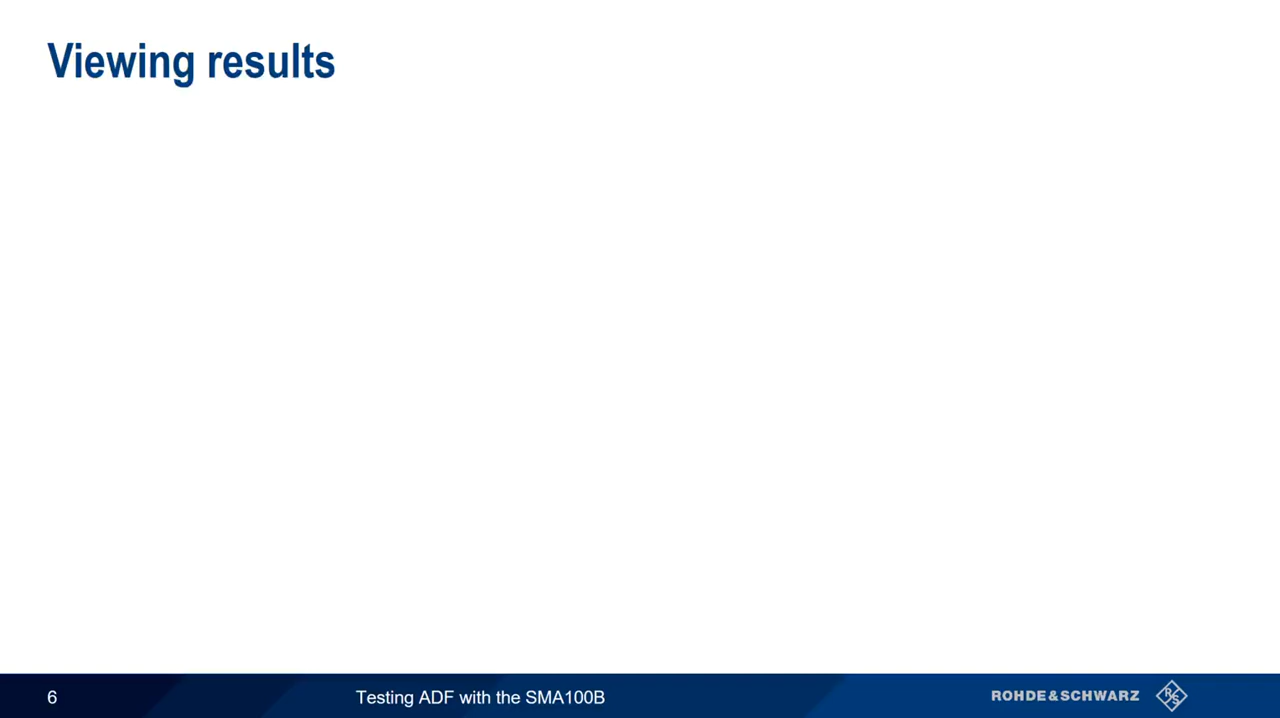 Viewing results
6
Testing ADF with the SMA100B
ROHDE&SCHWARZ
R/S